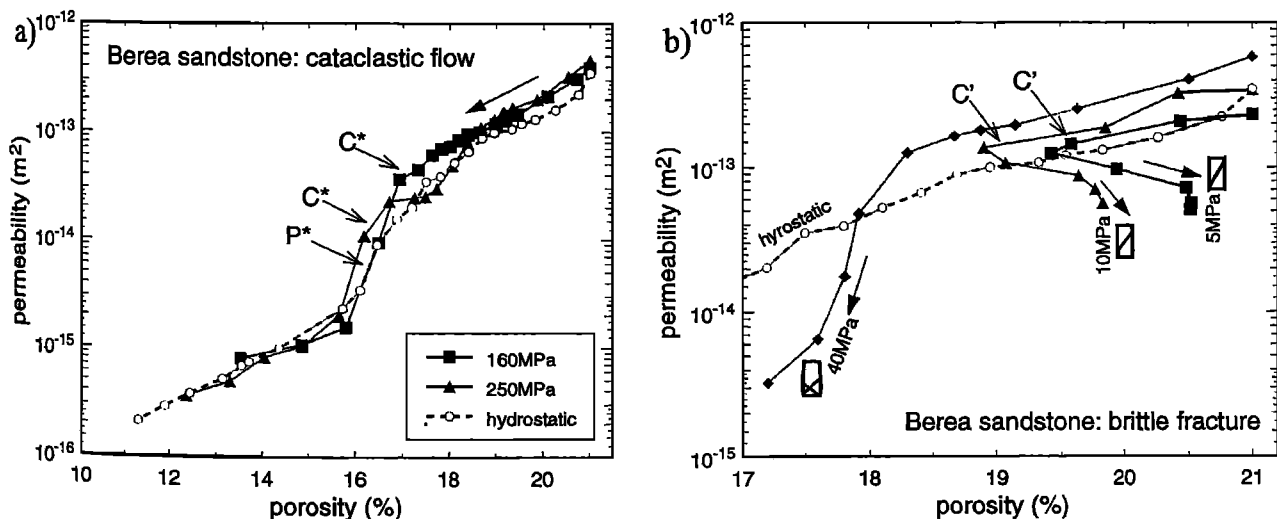 a)
Berea sandstone: cataclastic flow
C*
C*
P*
160MPa
250MPa
hydrostatic
permeability (m²)
10⁻¹²
10⁻¹³
10⁻¹⁴
10⁻¹⁵
10⁻¹⁶
10 12 14 16 18 20
porosity (%)
b)
C'
C'
hyrostatic
40MPa
10MPa
5MPa
Berea sandstone: brittle fracture
permeability (m²)
10⁻¹²
10⁻¹³
10⁻¹⁴
10⁻¹⁵
17 18 19 20 21
porosity (%)